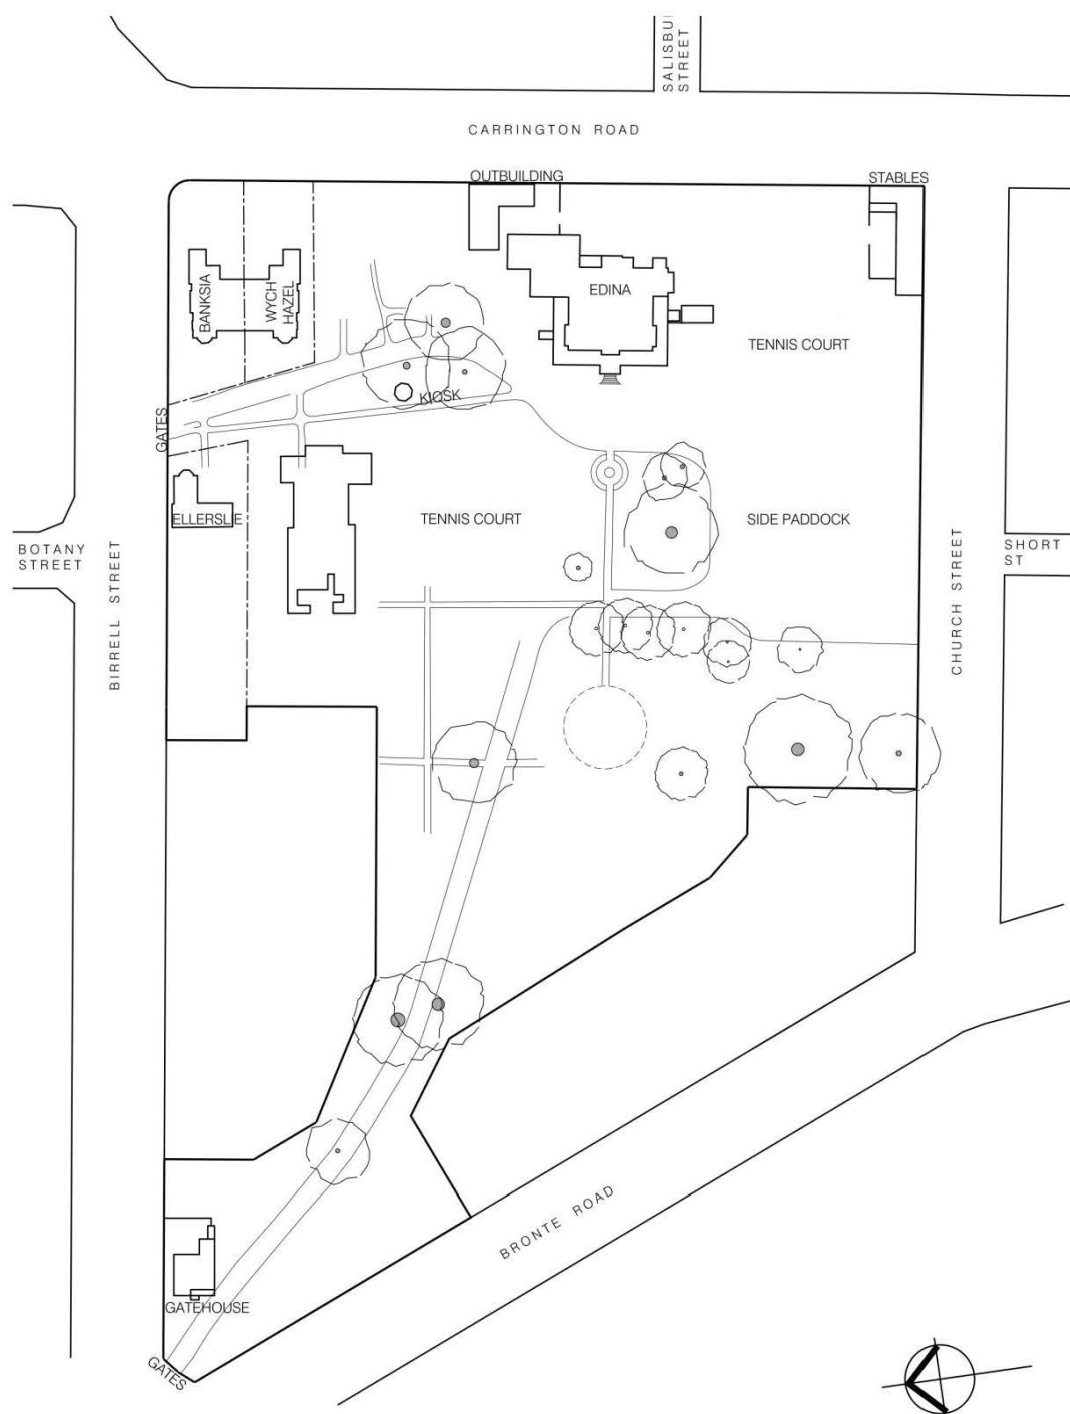 SALISBU
STREET
CARRINGTON ROAD
OUTBUILDING
STABLES
BANKSIA
WYCH
HAZEL
EDINA
TENNIS COURT
KIOSK
GATES
ELLERSLIE
TENNIS COURT
SIDE PADDOCK
BOTANY
STREET
BIRRELL STREET
CHURCH STREET
SHORT
ST
BRONTE ROAD
GATEHOUSE
GATES